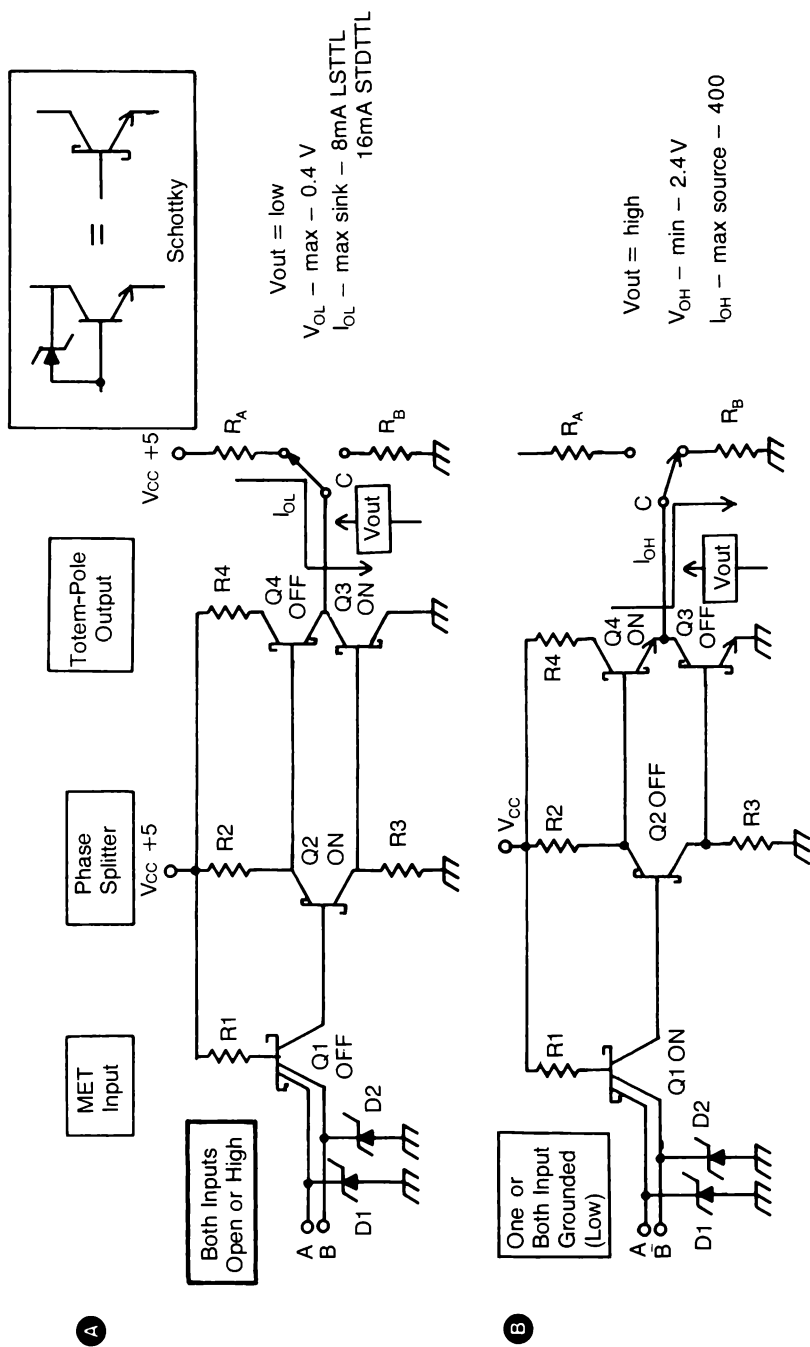 A
MET
Input
Phase
Splitter
Totem-Pole
Output
Schottky
=
Both Inputs
Open or High
A
B
D1
D2
R1
Q1
OFF
Vcc +5
R2
Q2
ON
R3
R4
Q4
OFF
Q3
ON
IOL
Vout
C
Vcc +5
RA
RB
Vout = low
VOL – max – 0.4 V
IOL – max sink – 8mA LSTTL
16mA STDTTL
B
One or
Both Input
Grounded
(Low)
A
B
D1
D2
R1
Q1 ON
VCC
R2
Q2 OFF
R3
R4
Q4
ON
Q3
OFF
IOH
Vout
C
RA
RB
Vout = high
VOH – min – 2.4 V
IOH – max source – 400